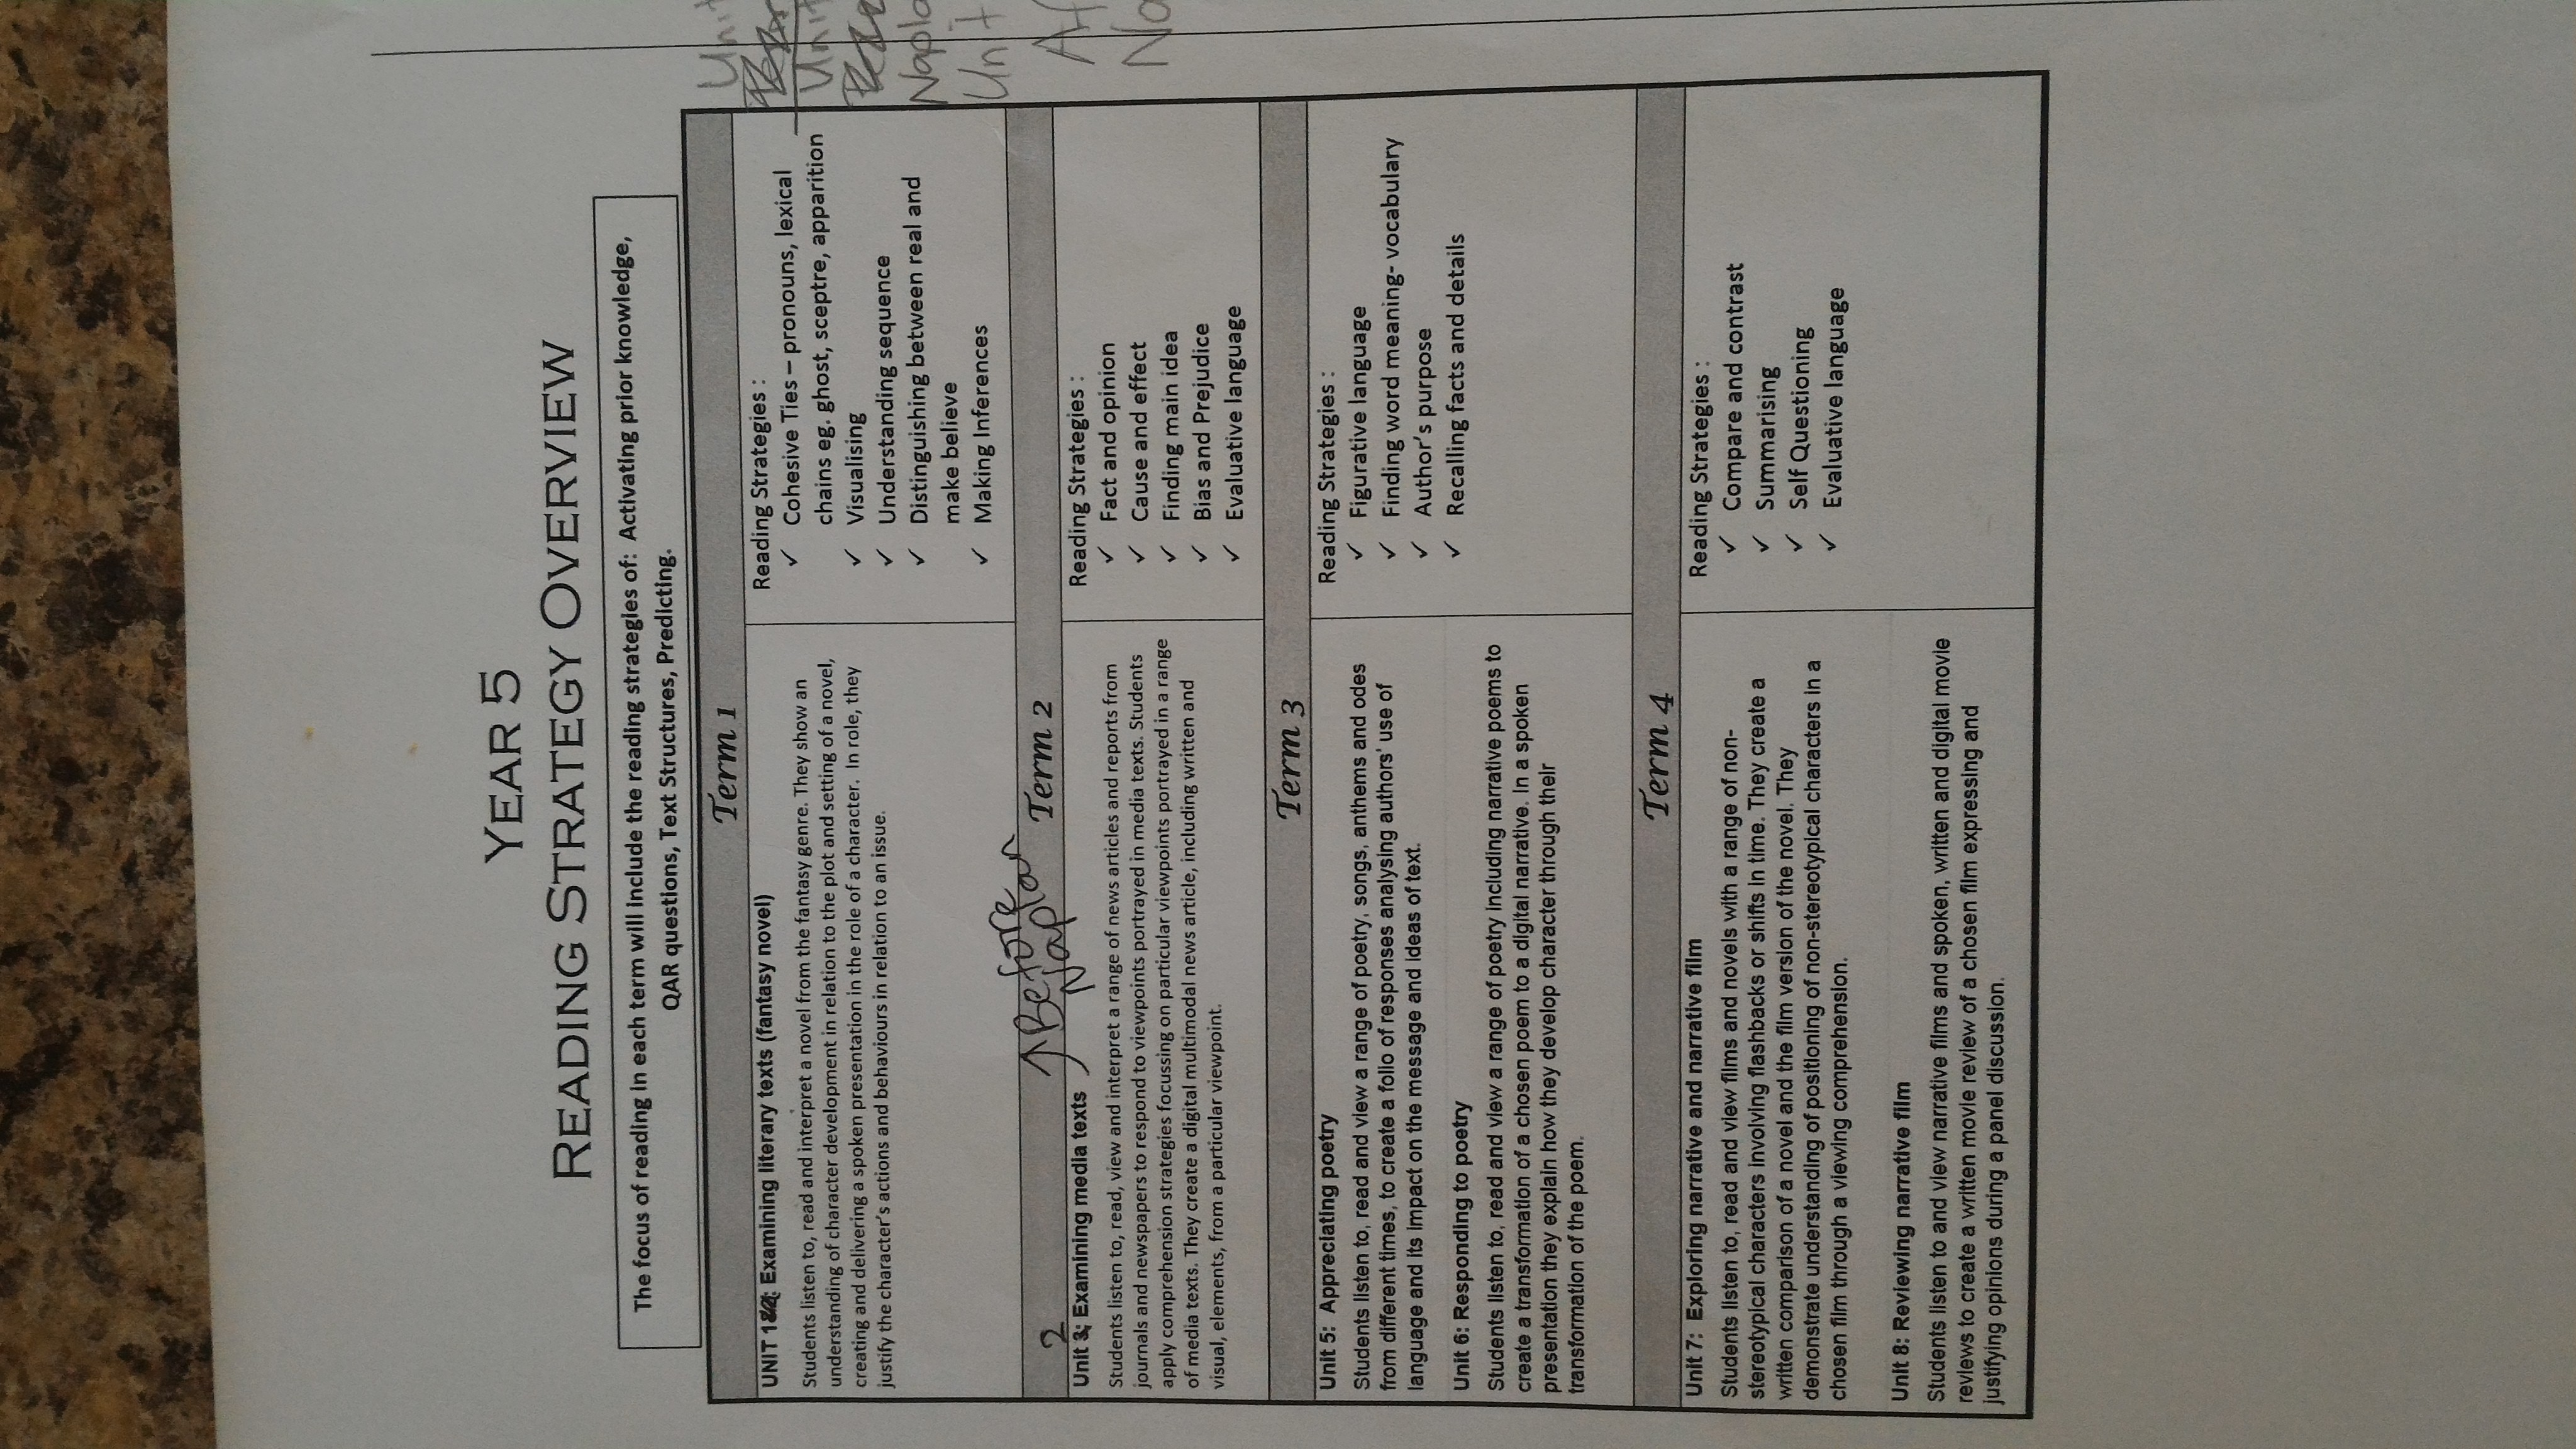 YEAR 5
READING STRATEGY OVERVIEW
The focus of reading in each term will include the reading strategies of: Activating prior knowledge,
QAR questions, Text Structures, Predicting.
Term 1
UNIT 1 : Examining literary texts (fantasy novel)
Students listen to, read and interpret a novel from the fantasy genre. They show an
understanding of character development in relation to the plot and setting of a novel,
creating and delivering a spoken presentation in the role of a character. In role, they
justify the character's actions and behaviours in relation to an issue.
Reading Strategies :
✓ Cohesive Ties – pronouns, lexical
chains eg. ghost, sceptre, apparition
✓ Visualising
✓ Understanding sequence
✓ Distinguishing between real and
make believe
✓ Making Inferences
Unit
Unit
Napla
Unit
Af
Na
↑ Before
Naplan
Term 2
2
Unit 3: Examining media texts
Students listen to, read, view and interpret a range of news articles and reports from
journals and newspapers to respond to viewpoints portrayed in media texts. Students
apply comprehension strategies focussing on particular viewpoints portrayed in a range
of media texts. They create a digital multimodal news article, including written and
visual, elements, from a particular viewpoint.
Reading Strategies :
✓ Fact and opinion
✓ Cause and effect
✓ Finding main idea
✓ Bias and Prejudice
✓ Evaluative language
Term 3
Unit 5: Appreciating poetry
Students listen to, read and view a range of poetry, songs, anthems and odes
from different times, to create a folio of responses analysing authors' use of
language and its impact on the message and ideas of text.
Unit 6: Responding to poetry
Students listen to, read and view a range of poetry including narrative poems to
create a transformation of a chosen poem to a digital narrative. In a spoken
presentation they explain how they develop character through their
transformation of the poem.
Reading Strategies :
✓ Figurative language
✓ Finding word meaning- vocabulary
✓ Author's purpose
✓ Recalling facts and details
Term 4
Unit 7: Exploring narrative and narrative film
Students listen to, read and view films and novels with a range of non-
stereotypical characters involving flashbacks or shifts in time. They create a
written comparison of a novel and the film version of the novel. They
demonstrate understanding of positioning of non-stereotypical characters in a
chosen film through a viewing comprehension.
Unit 8: Reviewing narrative film
Students listen to and view narrative films and spoken, written and digital movie
reviews to create a written movie review of a chosen film expressing and
justifying opinions during a panel discussion.
Reading Strategies :
✓ Compare and contrast
✓ Summarising
✓ Self Questioning
✓ Evaluative language